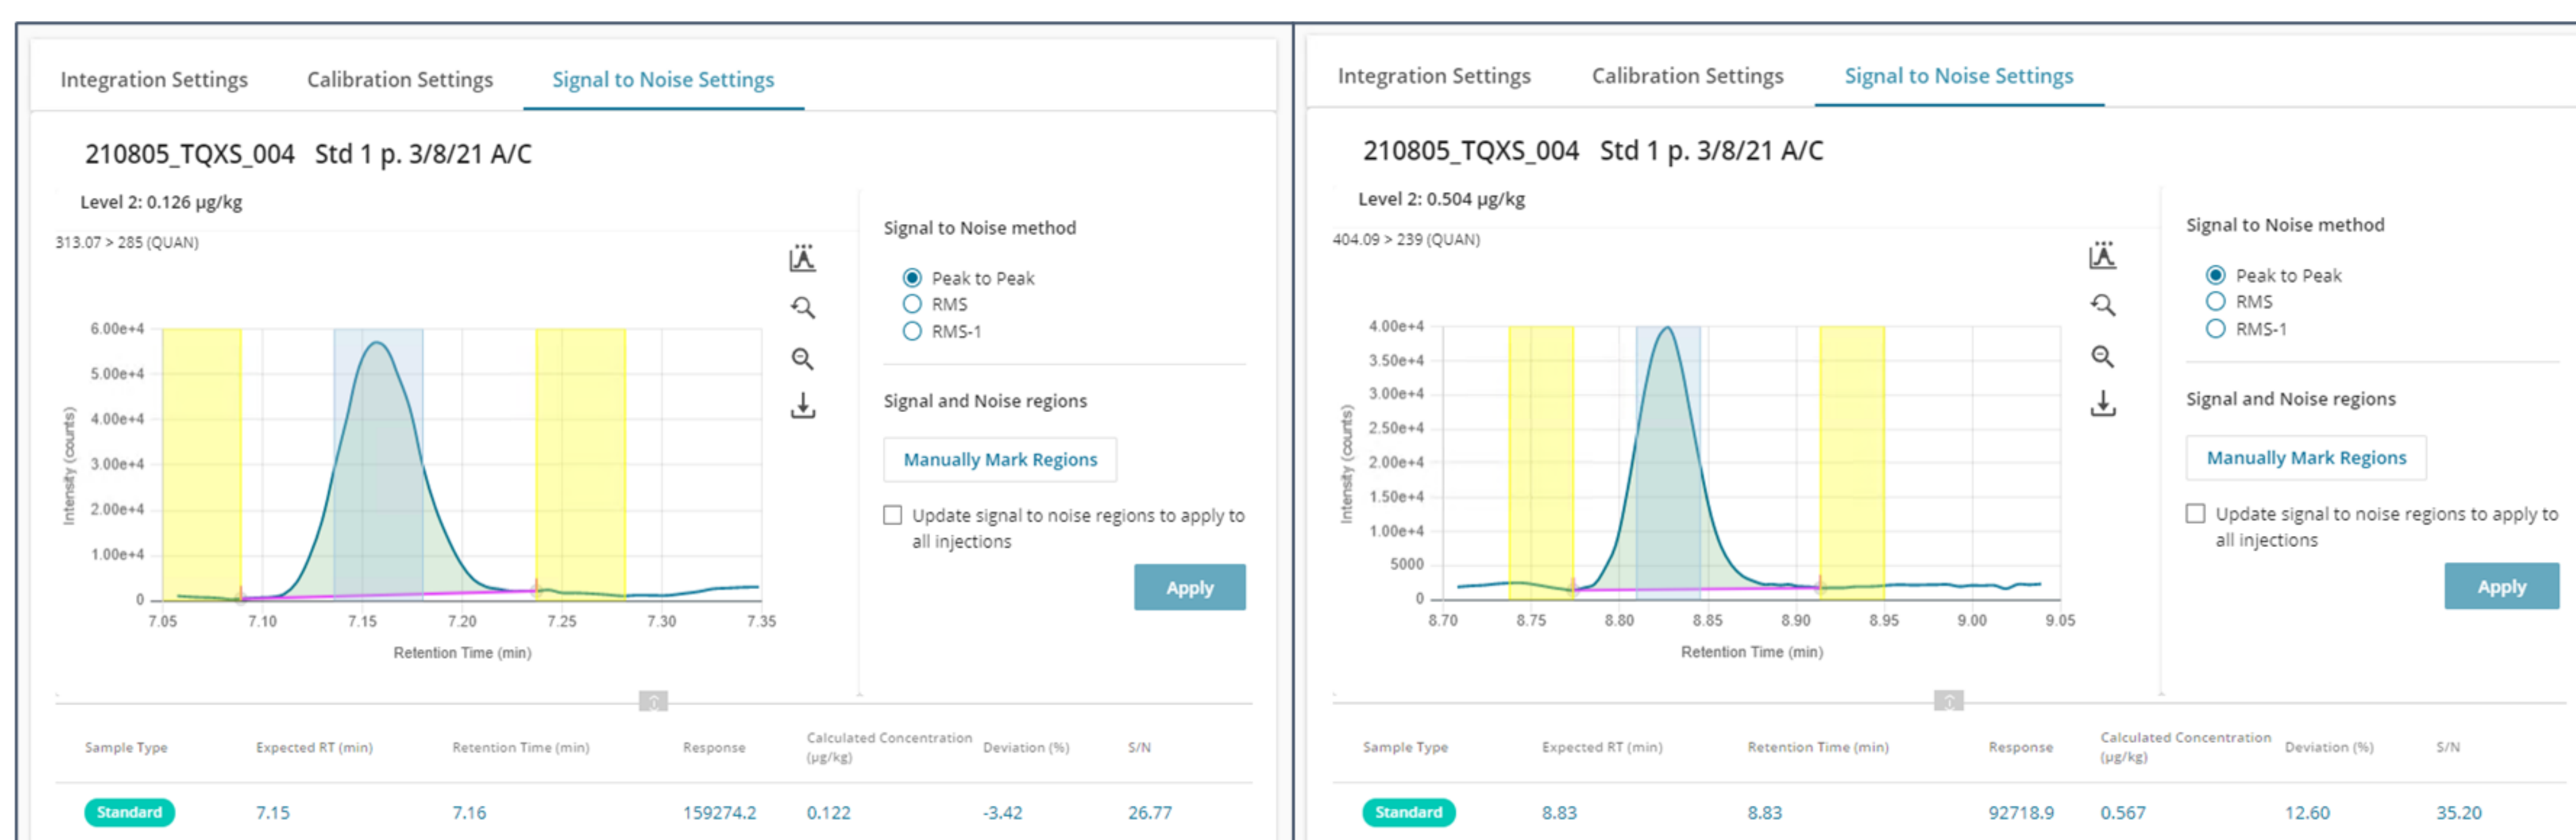 Integration Settings Calibration Settings Signal to Noise Settings
210805_TQXS_004 Std 1 p. 3/8/21 A/C
Level 2: 0.126 µg/kg
313.07 > 285 (QUAN)
Signal to Noise method
Peak to Peak
RMS
RMS-1
Signal and Noise regions
Manually Mark Regions
Update signal to noise regions to apply to
all injections
Apply
Intensity (counts)
6.00e+4
5.00e+4
4.00e+4
3.00e+4
2.00e+4
1.00e+4
0
7.05 7.10 7.15 7.20 7.25 7.30 7.35
Retention Time (min)
Sample Type Expected RT (min) Retention Time (min) Response Calculated Concentration (µg/kg) Deviation (%) S/N
Standard 7.15 7.16 159274.2 0.122 -3.42 26.77
Integration Settings Calibration Settings Signal to Noise Settings
210805_TQXS_004 Std 1 p. 3/8/21 A/C
Level 2: 0.504 µg/kg
404.09 > 239 (QUAN)
Signal to Noise method
Peak to Peak
RMS
RMS-1
Signal and Noise regions
Manually Mark Regions
Update signal to noise regions to apply to
all injections
Apply
Intensity (counts)
4.00e+4
3.50e+4
3.00e+4
2.50e+4
2.00e+4
1.50e+4
1.00e+4
5000
0
8.70 8.75 8.80 8.85 8.90 8.95 9.00 9.05
Retention Time (min)
Sample Type Expected RT (min) Retention Time (min) Response Calculated Concentration (µg/kg) Deviation (%) S/N
Standard 8.83 8.83 92718.9 0.567 12.60 35.20